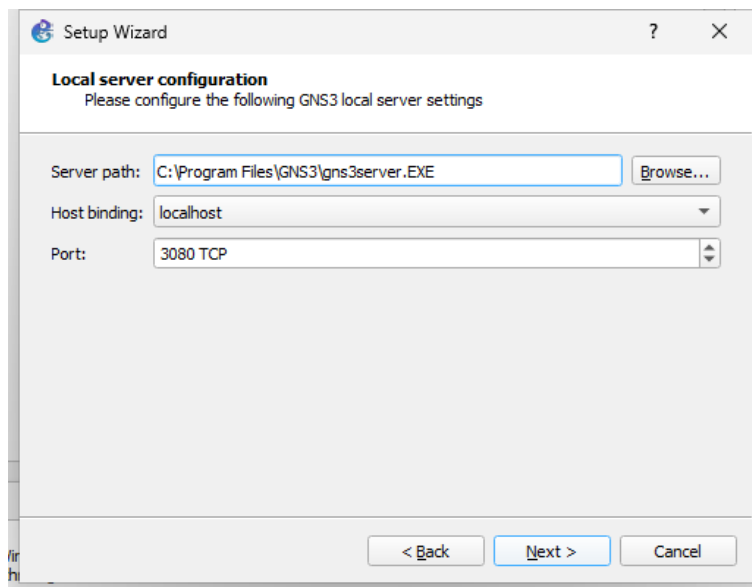 Setup Wizard ?
Local server configuration
Please configure the following GNS3 local server settings
Server path: C:\Program Files\GNS3\gns3server.EXE Browse...
Host binding: localhost
Port: 3080 TCP
< Back Next > Cancel